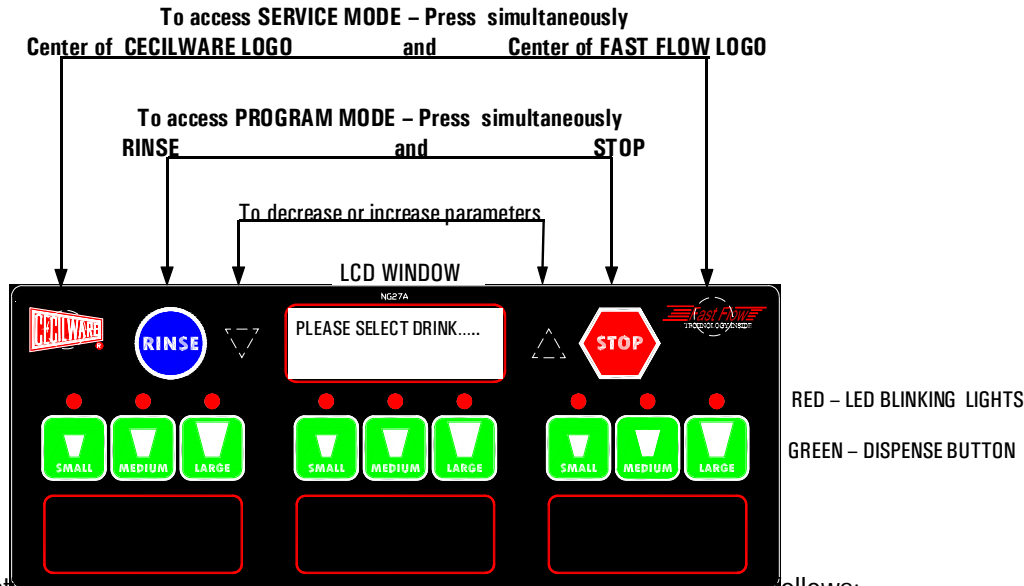 To access SERVICE MODE – Press simultaneously
Center of CECILWARE LOGO and Center of FAST FLOW LOGO
To access PROGRAM MODE – Press simultaneously
RINSE and STOP
To decrease or increase parameters
LCD WINDOW
NG27A
CECILWARE
®
RINSE
PLEASE SELECT DRINK.....
STOP
Fast Flow
TECHNOLOGY INSIDE
RED – LED BLINKING LIGHTS
SMALL MEDIUM LARGE SMALL MEDIUM LARGE SMALL MEDIUM LARGE
GREEN – DISPENSE BUTTON